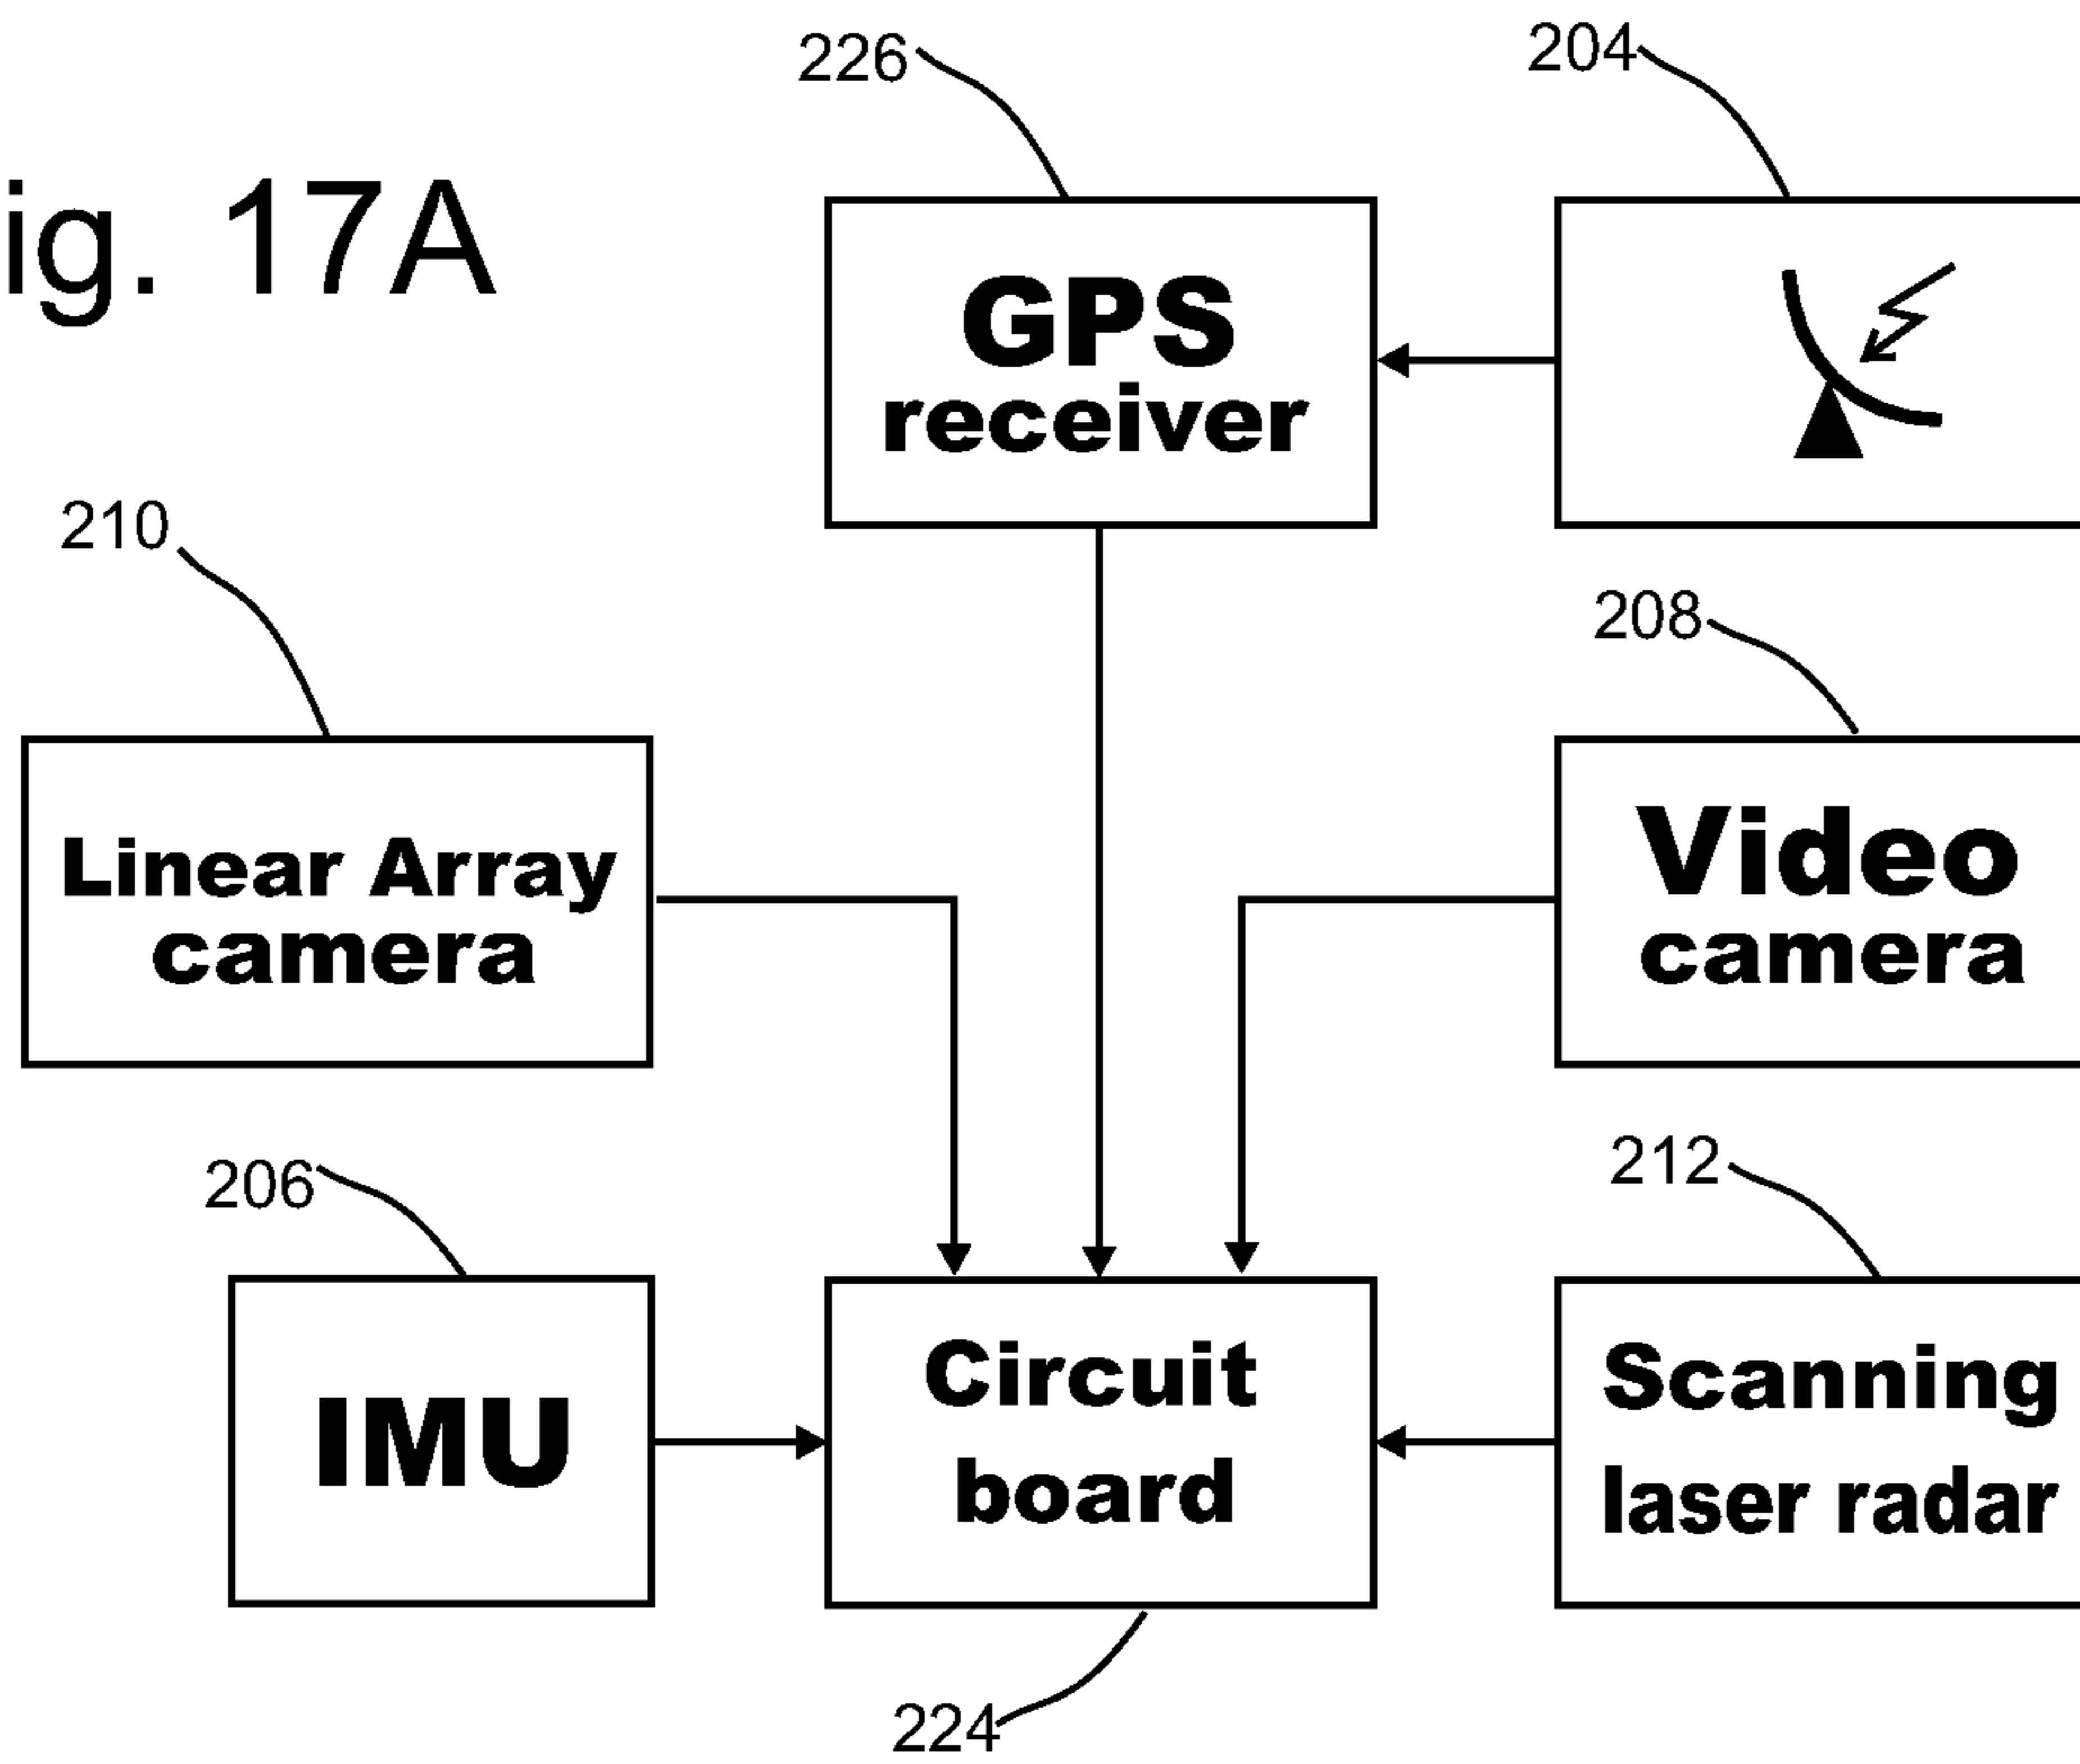 226
204
ig. 17A
GPS
receiver
210
208
Linear Array
camera
Video
camera
206
212
IMU
Circuit
board
Scanning
laser radar
224